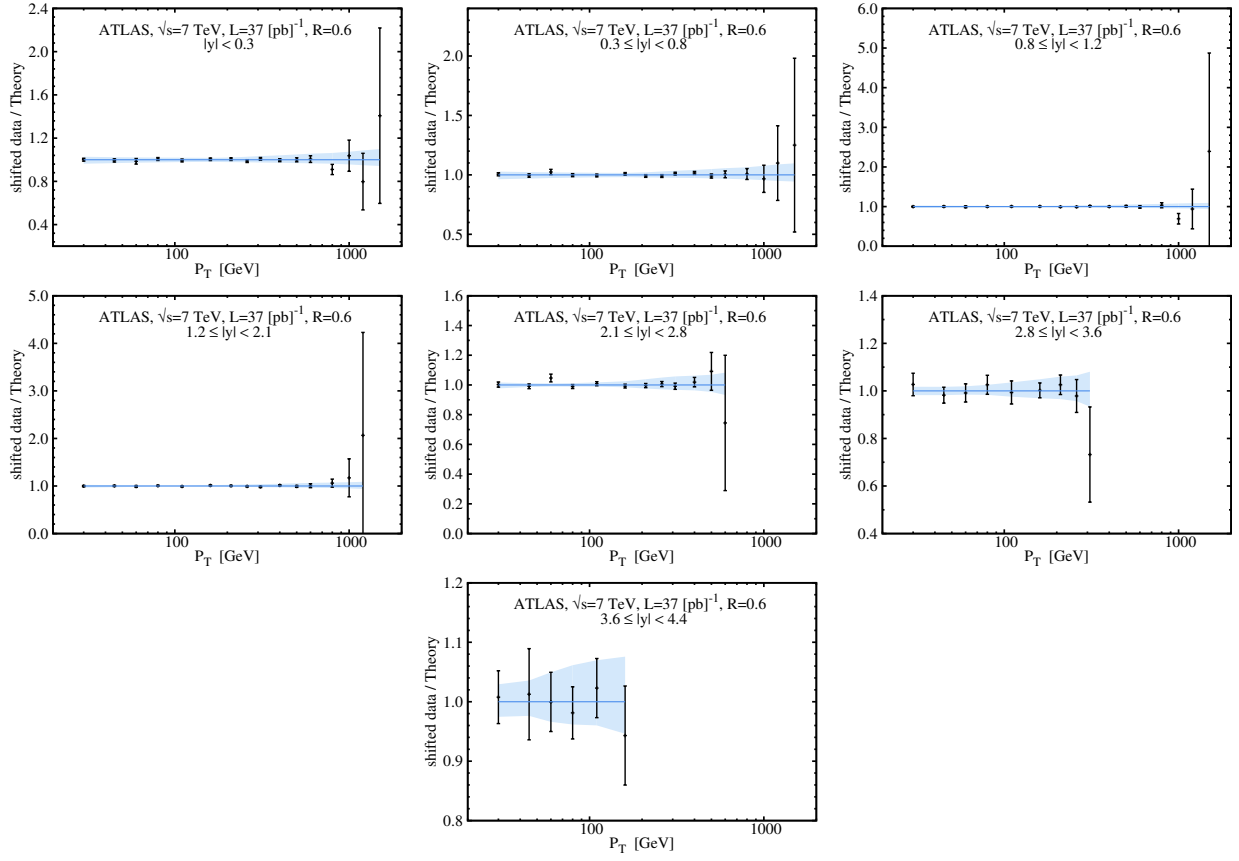 ATLAS, √s=7 TeV, L=37 [pb]⁻¹, R=0.6
|y| < 0.3
shifted data / Theory
2.4
2.0
1.6
1.2
0.8
0.4
100
1000
P_T [GeV]
ATLAS, √s=7 TeV, L=37 [pb]⁻¹, R=0.6
0.3 ≤ |y| < 0.8
shifted data / Theory
2.0
1.5
1.0
0.5
100
1000
P_T [GeV]
ATLAS, √s=7 TeV, L=37 [pb]⁻¹, R=0.6
0.8 ≤ |y| < 1.2
shifted data / Theory
6.0
5.0
4.0
3.0
2.0
1.0
0.0
100
1000
P_T [GeV]
ATLAS, √s=7 TeV, L=37 [pb]⁻¹, R=0.6
1.2 ≤ |y| < 2.1
shifted data / Theory
5.0
4.0
3.0
2.0
1.0
0.0
100
1000
P_T [GeV]
ATLAS, √s=7 TeV, L=37 [pb]⁻¹, R=0.6
2.1 ≤ |y| < 2.8
shifted data / Theory
1.6
1.4
1.2
1.0
0.8
0.6
0.4
0.2
0.0
100
1000
P_T [GeV]
ATLAS, √s=7 TeV, L=37 [pb]⁻¹, R=0.6
2.8 ≤ |y| < 3.6
shifted data / Theory
1.4
1.2
1.0
0.8
0.6
0.4
100
1000
P_T [GeV]
ATLAS, √s=7 TeV, L=37 [pb]⁻¹, R=0.6
3.6 ≤ |y| < 4.4
shifted data / Theory
1.2
1.1
1.0
0.9
0.8
100
1000
P_T [GeV]